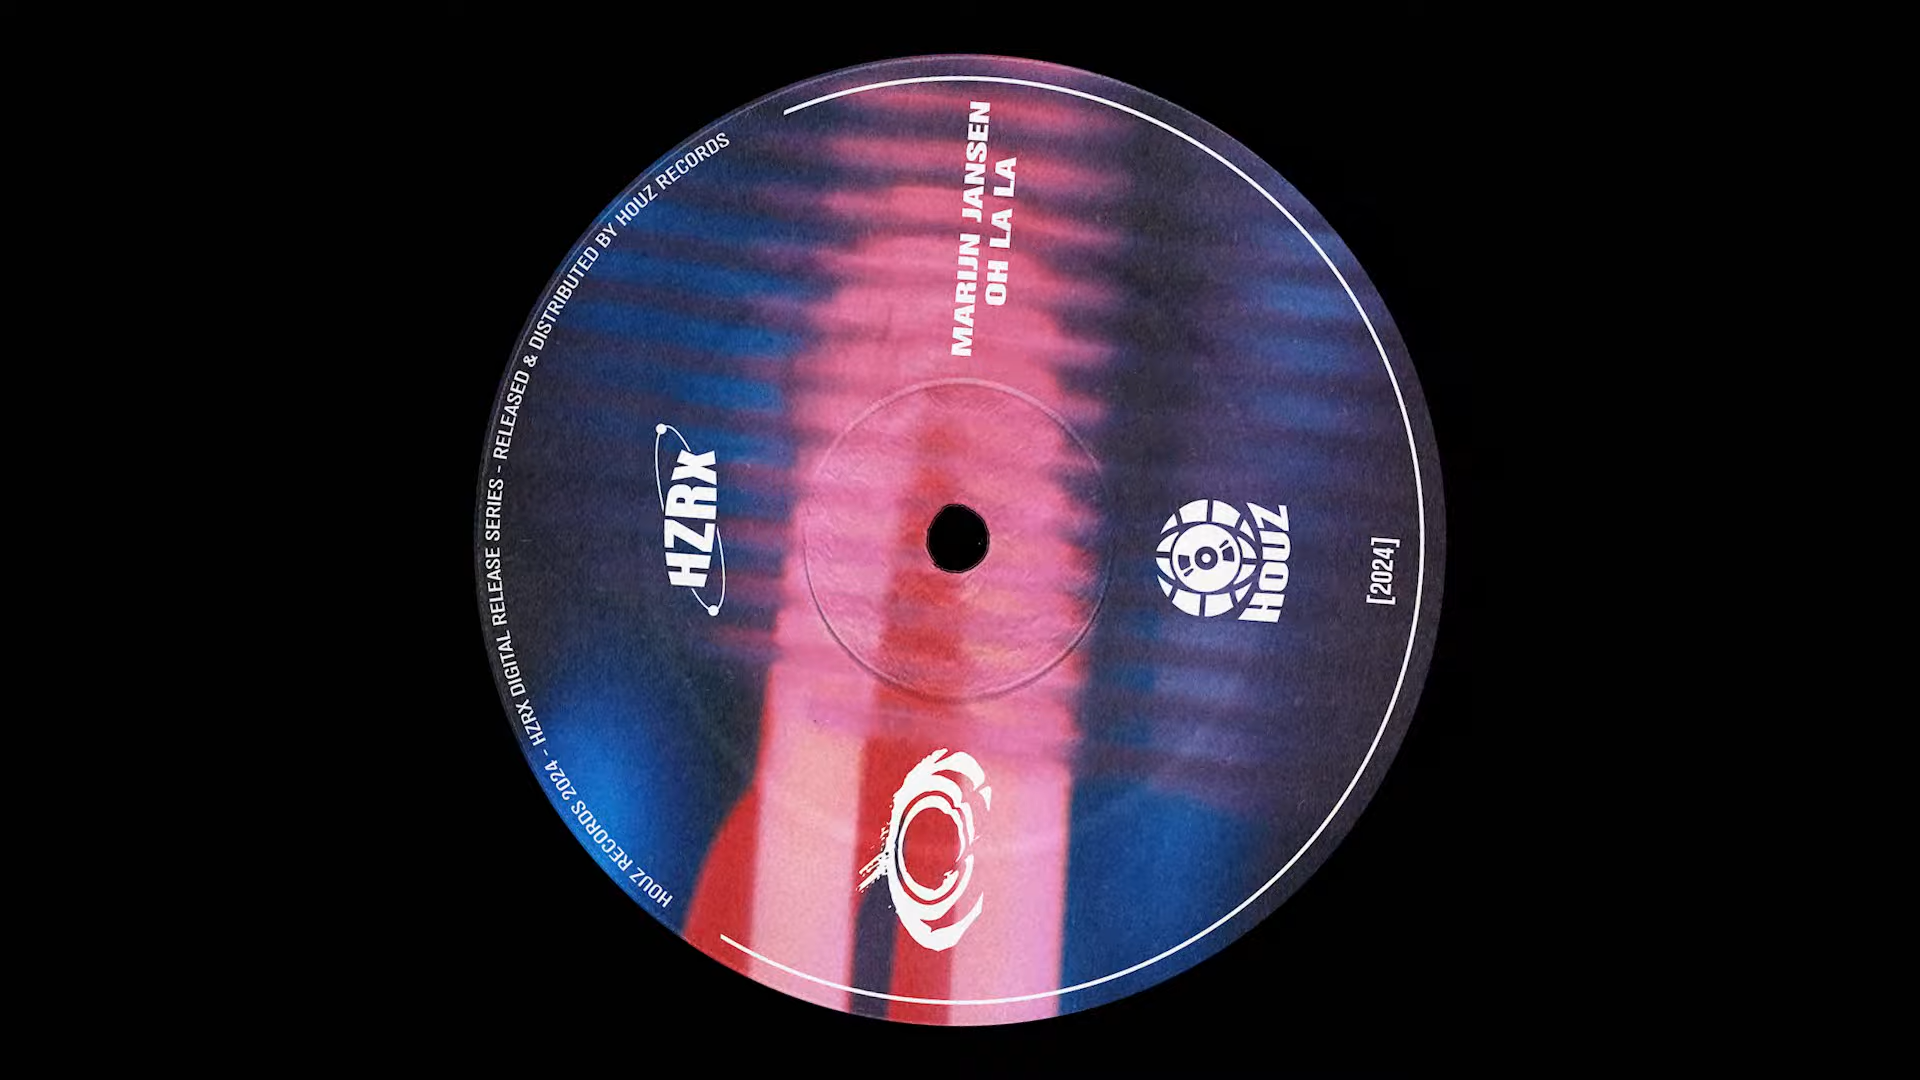 MARIJN JANSEN
OH LA LA
HZRX
HOUZ
[2024]
HOUZ RECORDS 2024 - HZRX DIGITAL RELEASE SERIES - RELEASED & DISTRIBUTED BY HOUZ RECORDS